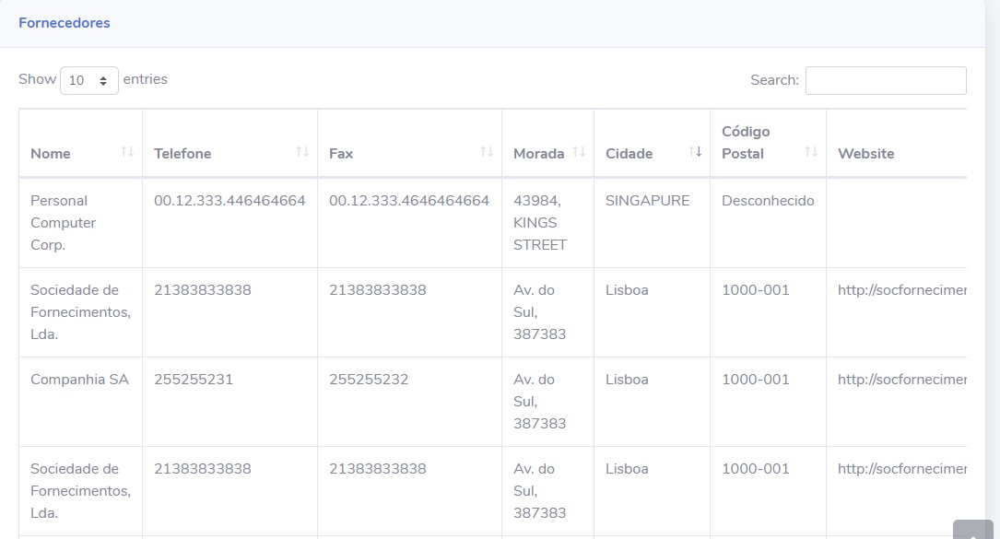 Fornecedores
Show 10 entries
Search:
Nome Telefone Fax Morada Cidade Código Postal Website
Personal Computer Corp. 00.12.333.446464664 00.12.333.4646464664 43984, KINGS STREET SINGAPURE Desconhecido
Sociedade de Fornecimentos, Lda. 21383833838 21383833838 Av. do Sul, 387383 Lisboa 1000-001 http://socfornecimer
Companhia SA 255255231 255255232 Av. do Sul, 387383 Lisboa 1000-001 http://socfornecimer
Sociedade de Fornecimentos, Lda. 21383833838 21383833838 Av. do Sul, 387383 Lisboa 1000-001 http://socfornecimer